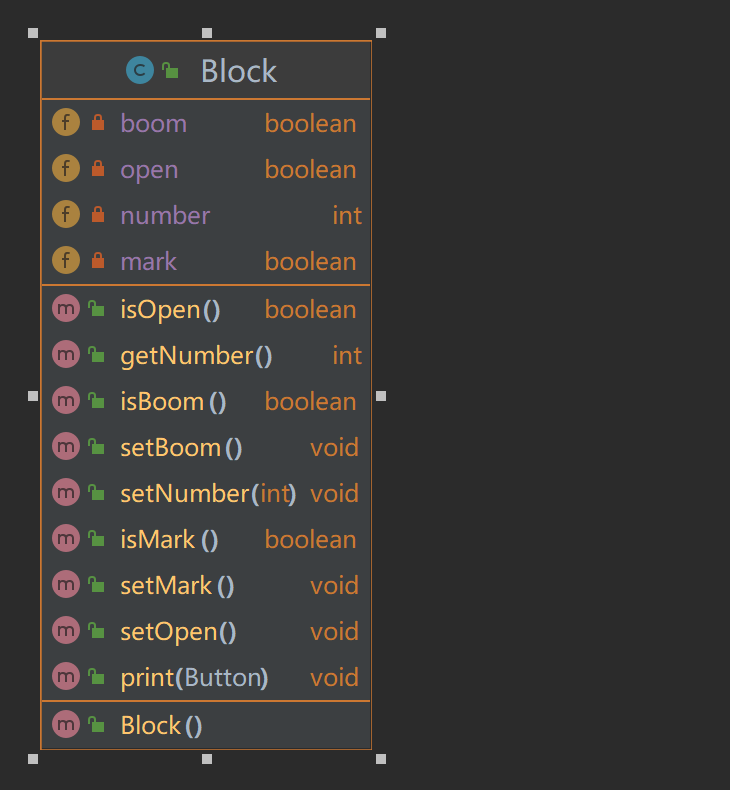 C Block
f boom boolean
f open boolean
f number int
f mark boolean
m isOpen() boolean
m getNumber() int
m isBoom() boolean
m setBoom() void
m setNumber(int) void
m isMark() boolean
m setMark() void
m setOpen() void
m print(Button) void
m Block()